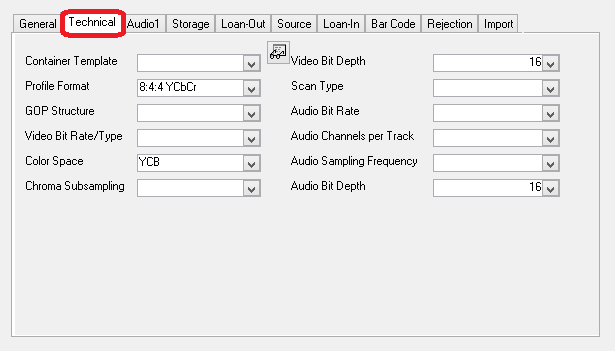 General Technical Audio1 Storage Loan-Out Source Loan-In Bar Code Rejection Import
Container Template Video Bit Depth 16
Profile Format 8:4:4 YCbCr Scan Type
GOP Structure Audio Bit Rate
Video Bit Rate/Type Audio Channels per Track
Color Space YCB Audio Sampling Frequency
Chroma Subsampling Audio Bit Depth 16